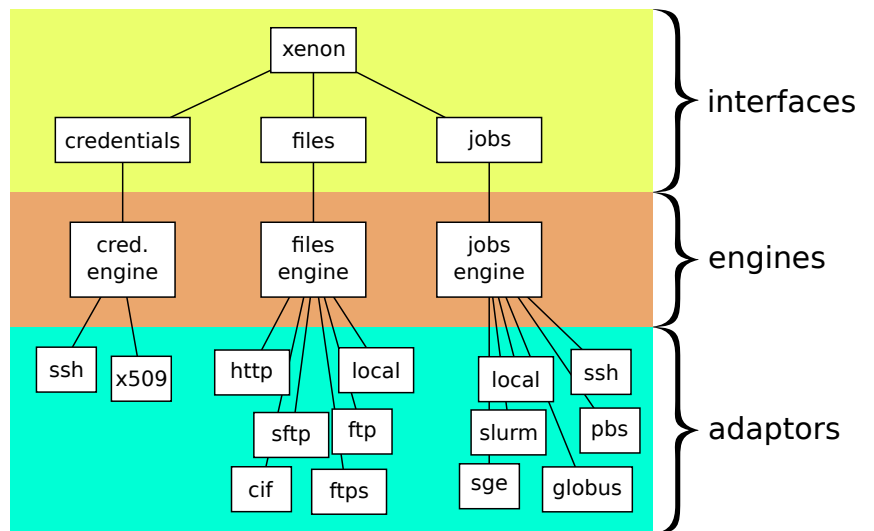 xenon
interfaces
credentials
files
jobs
cred.
engine
files
engine
jobs
engine
engines
ssh
x509
http
local
local
ssh
sftp
ftp
slurm
pbs
adaptors
cif
ftps
sge
globus